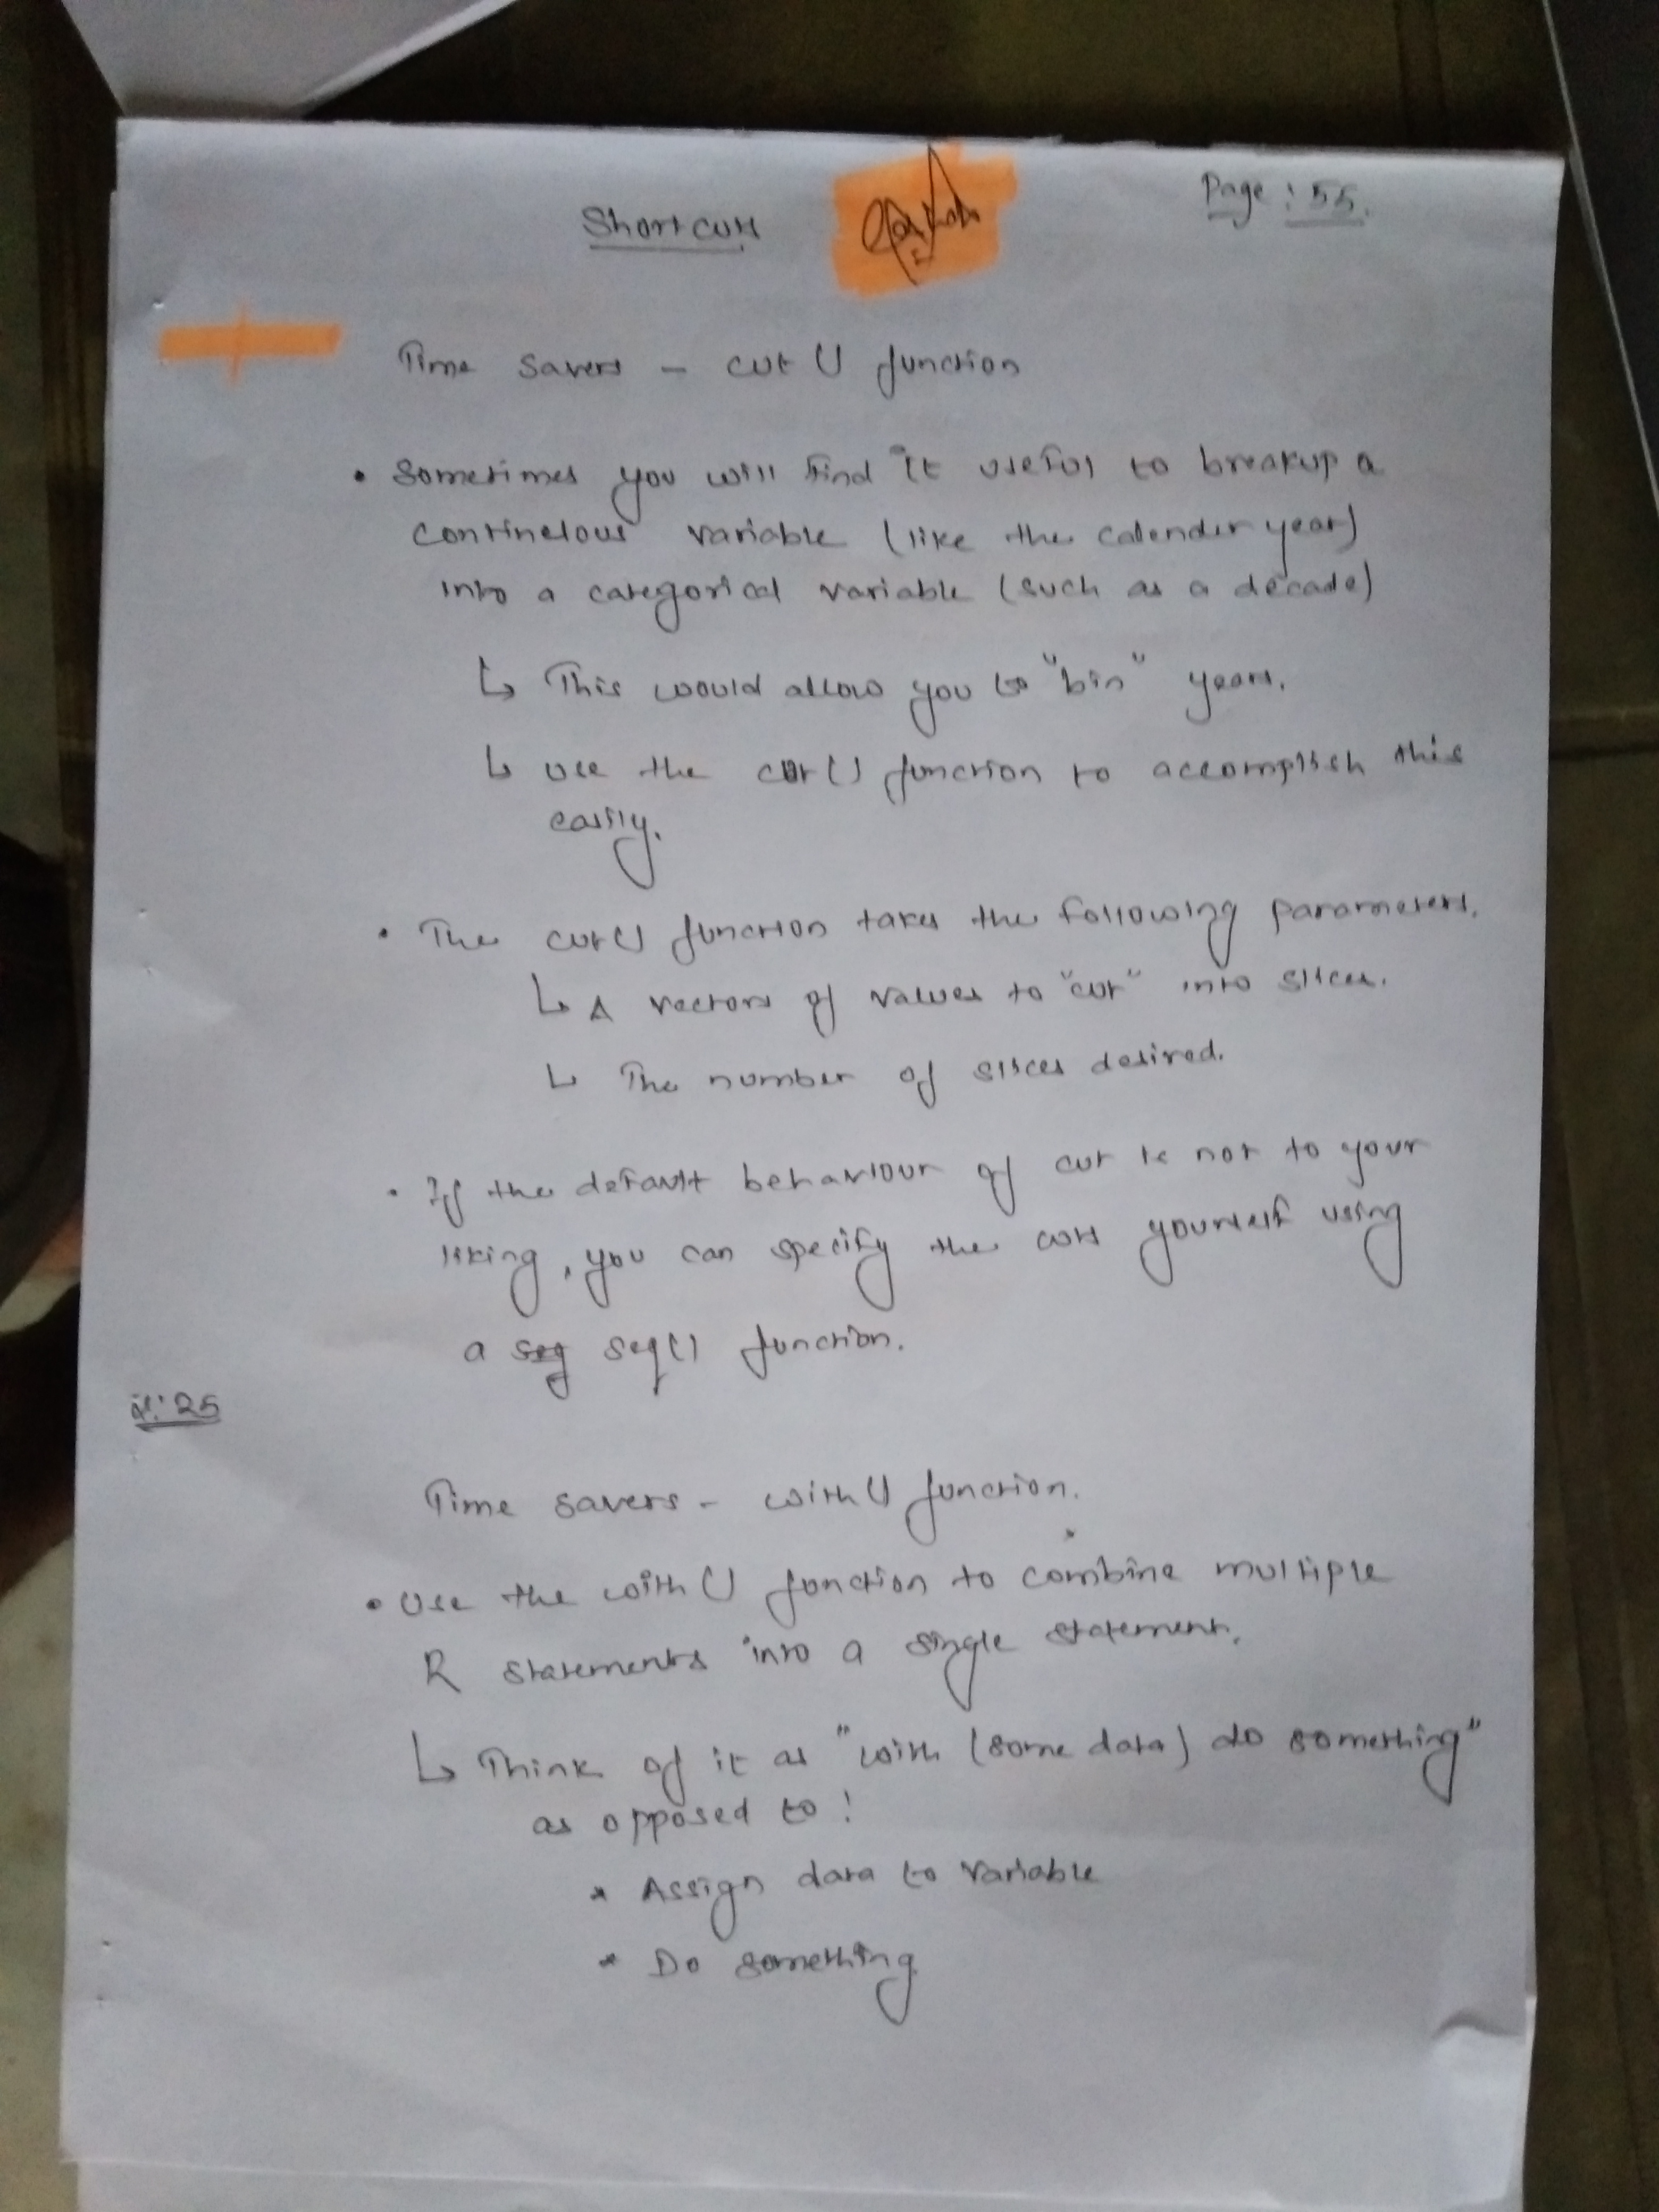 Shortcuts
Page : 55.
Time Savers - cut () function
• Sometimes you will find it useful to breakup a
continelous variable (like the calender year)
into a categorical variable (such as a decade)
↳ This would allow you to "bin" years.
↳ Use the cut () function to accomplish this
easily.
• The cut () function takes the following parameters.
↳ A vectors of values to "cut" into slices.
↳ The number of slices desired.
• If the default behaviour of cut is not to your
liking, you can specify the cuts yourself using
a seq seq () function.
25
Time savers - with () function.
• Use the with () function to combine multiple
R statements into a single statement.
↳ Think of it as "with (some data) do something"
as opposed to !
* Assign data to variable
* Do something